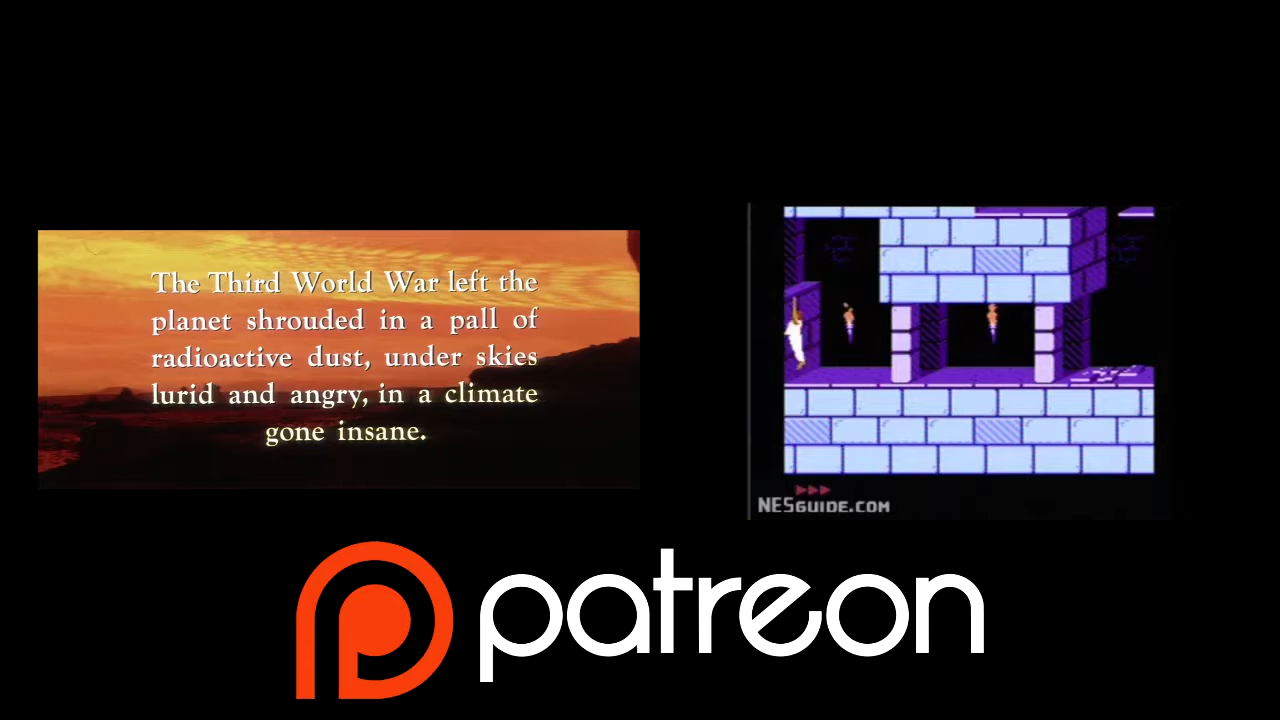 The Third World War left the
planet shrouded in a pall of
radioactive dust, under skies
lurid and angry, in a climate
gone insane.
NESGUIDE.COM
patreon